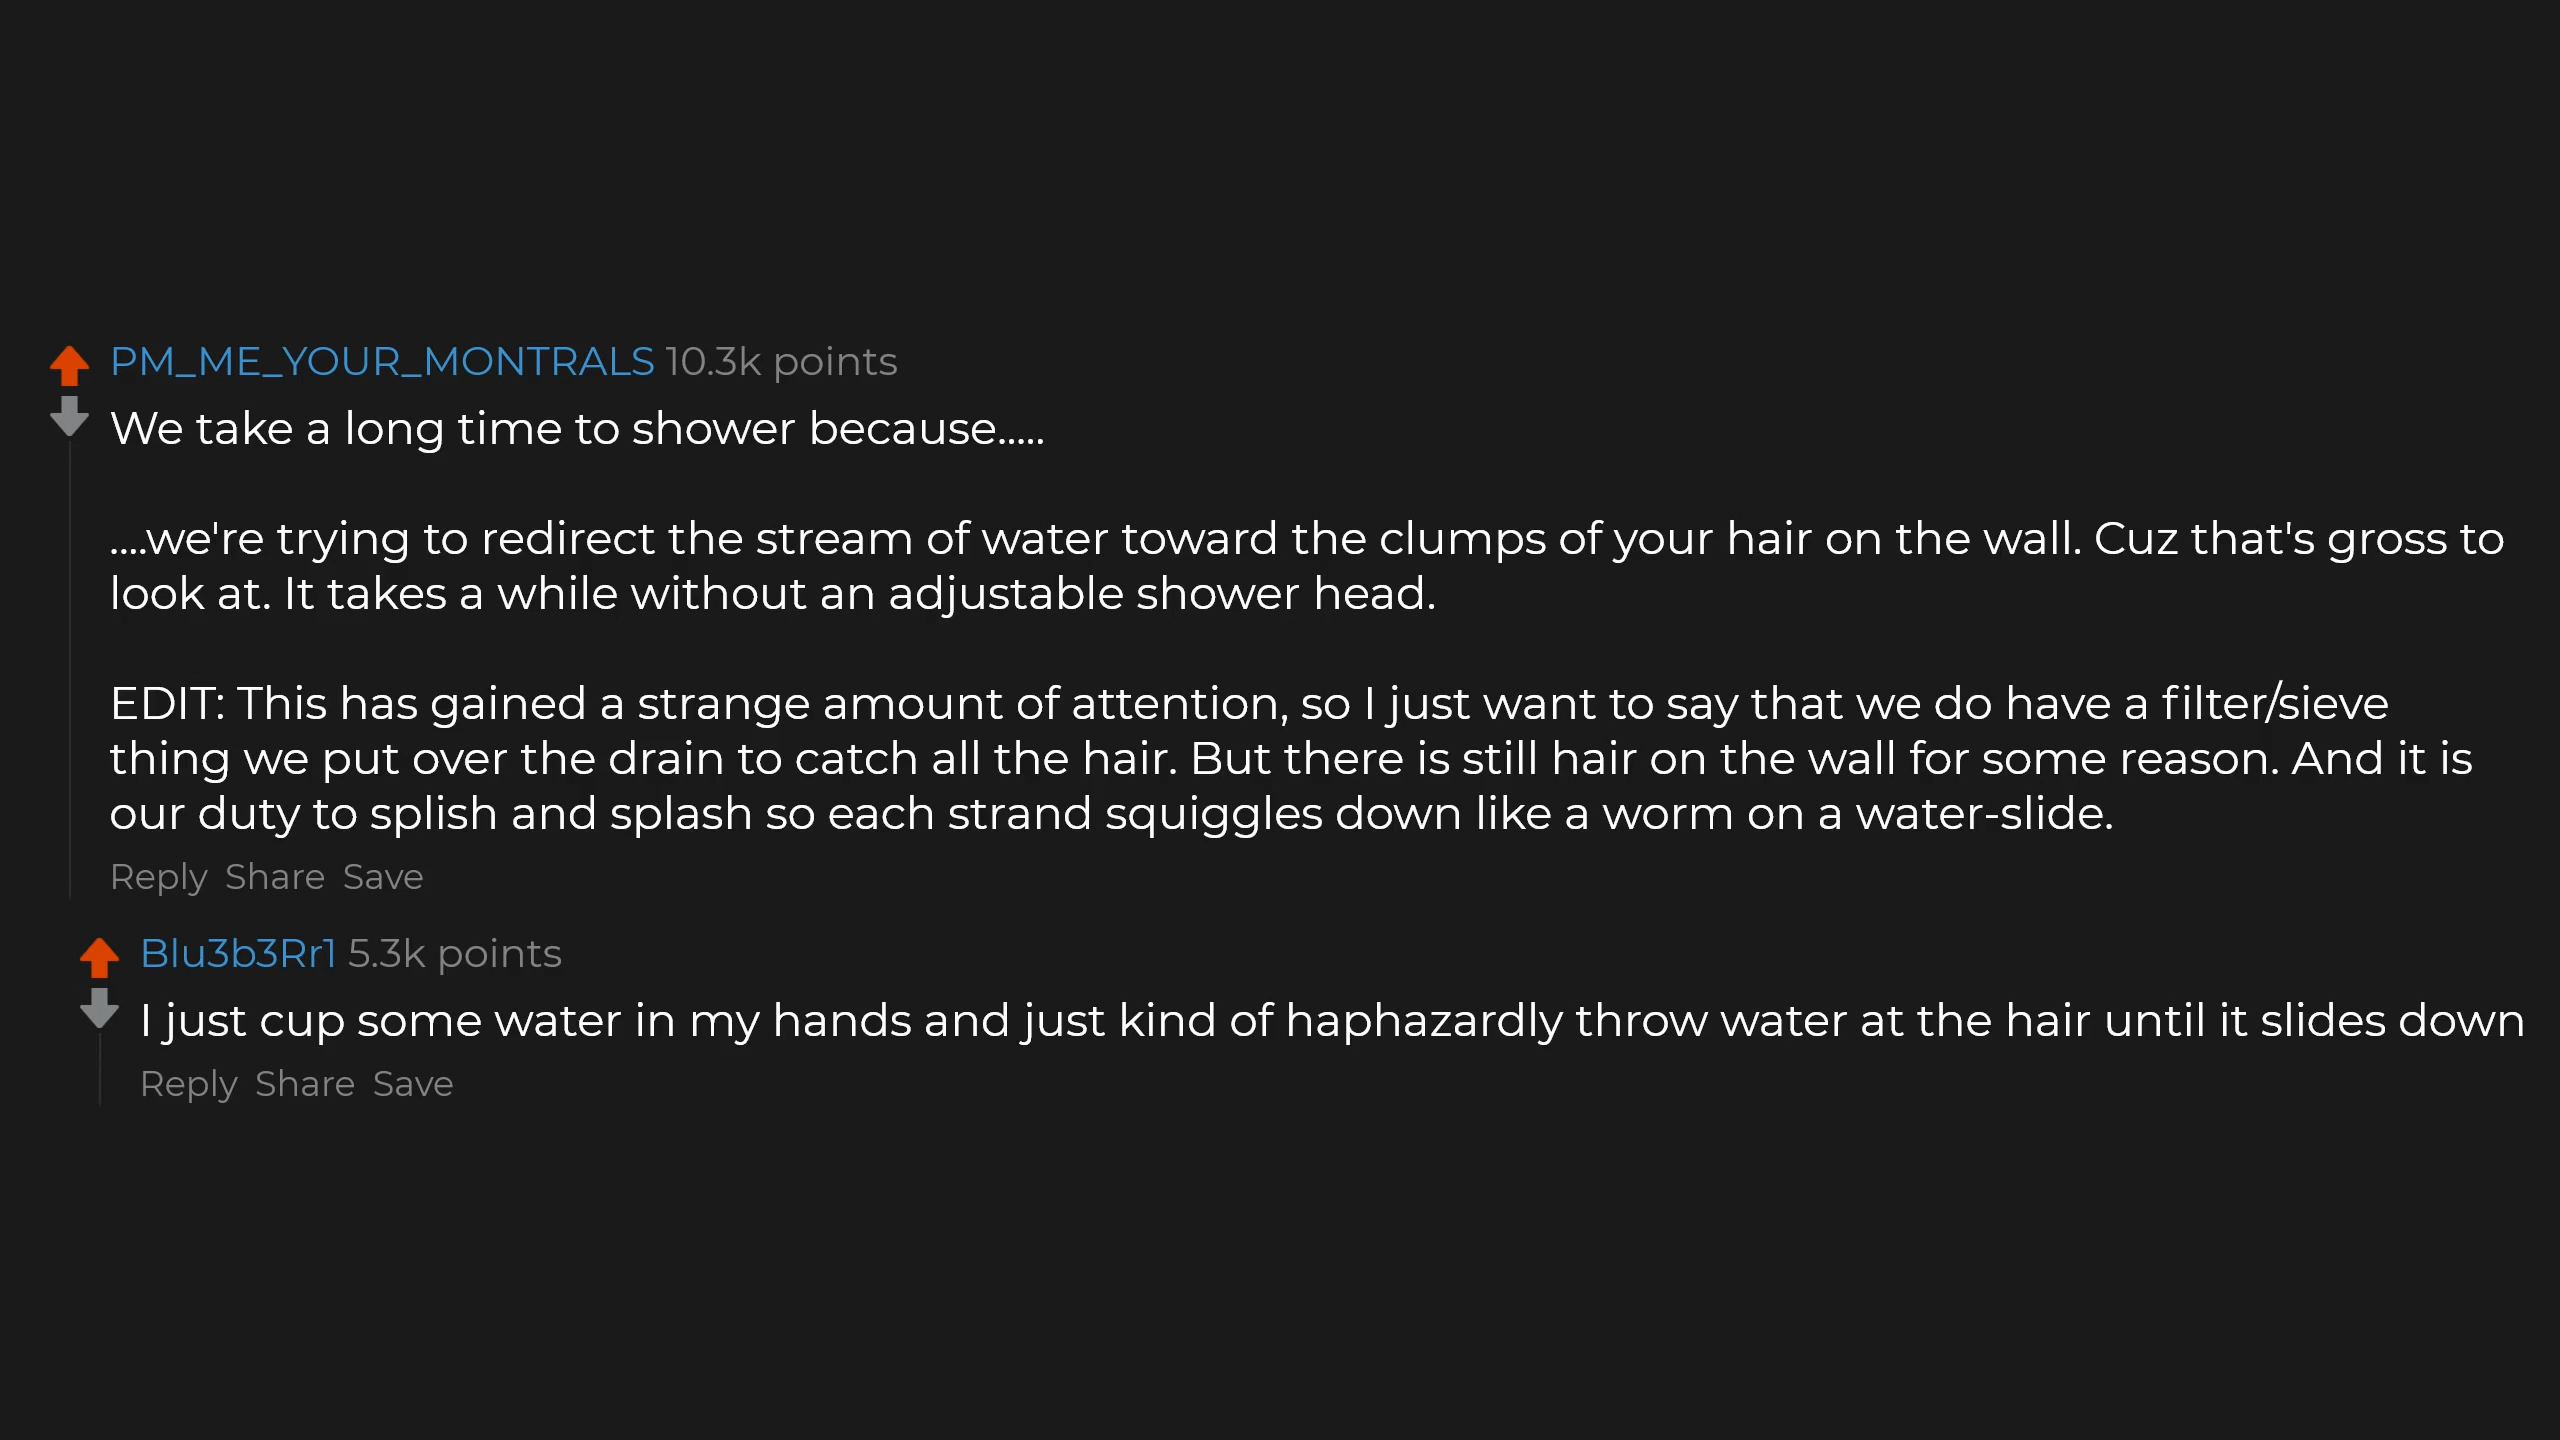 PM_ME_YOUR_MONTRALS 10.3k points
We take a long time to shower because.....
....we're trying to redirect the stream of water toward the clumps of your hair on the wall. Cuz that's gross to
look at. It takes a while without an adjustable shower head.
EDIT: This has gained a strange amount of attention, so I just want to say that we do have a filter/sieve
thing we put over the drain to catch all the hair. But there is still hair on the wall for some reason. And it is
our duty to splish and splash so each strand squiggles down like a worm on a water-slide.
Reply Share Save
Blu3b3Rr1 5.3k points
I just cup some water in my hands and just kind of haphazardly throw water at the hair until it slides down
Reply Share Save